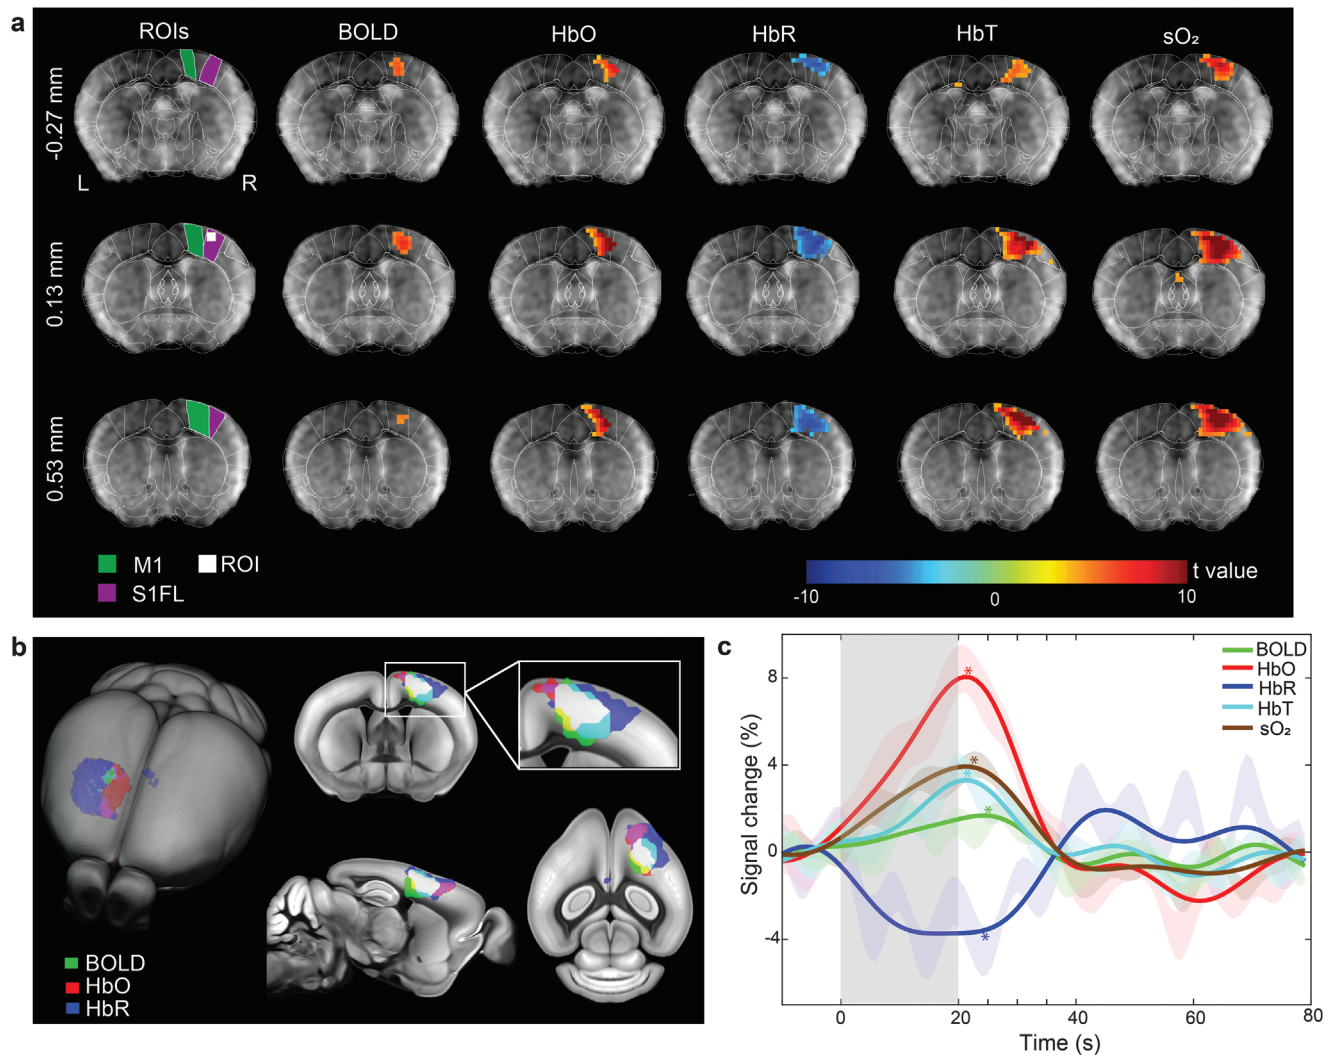 a
ROIs BOLD HbO HbR HbT sO₂
-0.27 mm
L R
0.13 mm
0.53 mm
M1 ROI
S1FL
t value
-10 0 10
b
BOLD
HbO
HbR
c
BOLD
HbO
HbR
HbT
sO₂
Signal change (%)
8
4
0
-4
* * * * *
0 20 40 60 80
Time (s)